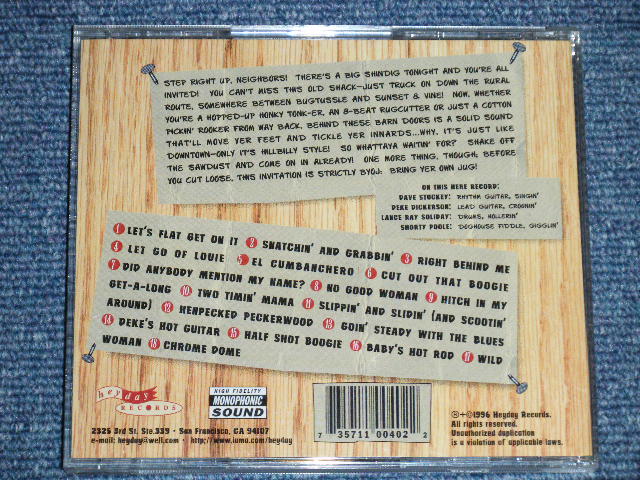 STEP RIGHT UP, NEIGHBORS! THERE'S A BIG SHINDIG TONIGHT AND YOU'RE ALL
INVITED! YOU CAN'T MISS THIS OLD SHACK—JUST TRUCK ON DOWN THE RURAL
ROUTE, SOMEWHERE BETWEEN BUGTUSSLE AND SUNSET & VINE! NOW, WHETHER
YOU'RE A HOPPED-UP HONKY TONK-ER, AN 8-BEAT RUGCUTTER OR JUST A COTTON
PICKIN' ROOKER FROM WAY BACK, BEHIND THESE BARN DOORS IS A SOLID SOUND
THAT'LL MOVE YER FEET AND TICKLE YER INNARDS...WHY, IT'S JUST LIKE
DOWNTOWN—ONLY IT'S HILLBILLY STYLE! SO WHATTAYA WAITIN' FOR? SHAKE OFF
THE SAWDUST AND COME ON IN ALREADY! ONE MORE THING, THOUGH: BEFORE
YOU CUT LOOSE, THIS INVITATION IS STRICTLY BYOJ: BRING YER OWN JUG!
ON THIS HERE RECORD:
DAVE STUCKEY: RHYTHM GUITAR, SINGIN'
DEKE DICKERSON: LEAD GUITAR, CROONIN'
LANCE RAY SOLIDAY: DRUMS, HOLLERIN'
SHORTY POOLE: DOGHOUSE FIDDLE, GIGGLIN'
1 LET'S FLAT GET ON IT 2 SNATCHIN' AND GRABBIN' 3 RIGHT BEHIND ME
4 LET GO OF LOUIE 5 EL CUMBANCHERO 6 CUT OUT THAT BOOGIE
7 DID ANYBODY MENTION MY NAME? 8 NO GOOD WOMAN 9 HITCH IN MY
GET-A-LONG 10 TWO TIMIN' MAMA 11 SLIPPIN' AND SLIDIN' (AND SCOOTIN'
AROUND) 12 HENPECKED PECKERWOOD 13 GOIN' STEADY WITH THE BLUES
14 DEKE'S HOT GUITAR 15 HALF SHOT BOOGIE 16 BABY'S HOT ROD 17 WILD
WOMAN 18 CHROME DOME
heyday
RECORDS
HIGH FIDELITY
MONOPHONIC
SOUND
2325 3rd St. Ste.339 · San Francisco, CA 94107
e-mail: heyday@well.com · http://www.iuma.com/heyday
7 35711 00402 2
℗+©1996 Heyday Records.
All rights reserved.
Unauthorized duplication
is a violation of applicable laws.